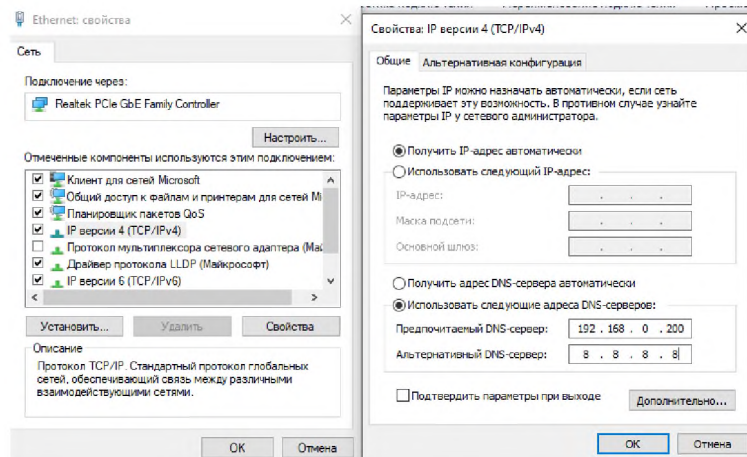 Ethernet: свойства
Сеть
Подключение через:
Realtek PCIe GbE Family Controller
Настроить...
Отмеченные компоненты используются этим подключением:
Клиент для сетей Microsoft
Общий доступ к файлам и принтерам для сетей Mi
Планировщик пакетов QoS
IP версии 4 (TCP/IPv4)
Протокол мультиплексора сетевого адаптера (Май
Драйвер протокола LLDP (Майкрософт)
IP версии 6 (TCP/IPv6)
Установить...
Удалить
Свойства
Описание
Протокол TCP/IP. Стандартный протокол глобальных
сетей, обеспечивающий связь между различными
взаимодействующими сетями.
OK
Отмена
Свойства: IP версии 4 (TCP/IPv4)
Общие
Альтернативная конфигурация
Параметры IP можно назначать автоматически, если сеть
поддерживает эту возможность. В противном случае узнайте
параметры IP у сетевого администратора.
Получить IP-адрес автоматически
Использовать следующий IP-адрес:
IP-адрес:
Маска подсети:
Основной шлюз:
Получить адрес DNS-сервера автоматически
Использовать следующие адреса DNS-серверов:
Предпочитаемый DNS-сервер: 192 . 168 . 0 . 200
Альтернативный DNS-сервер: 8 . 8 . 8 . 8
Подтвердить параметры при выходе
Дополнительно...
OK
Отмена